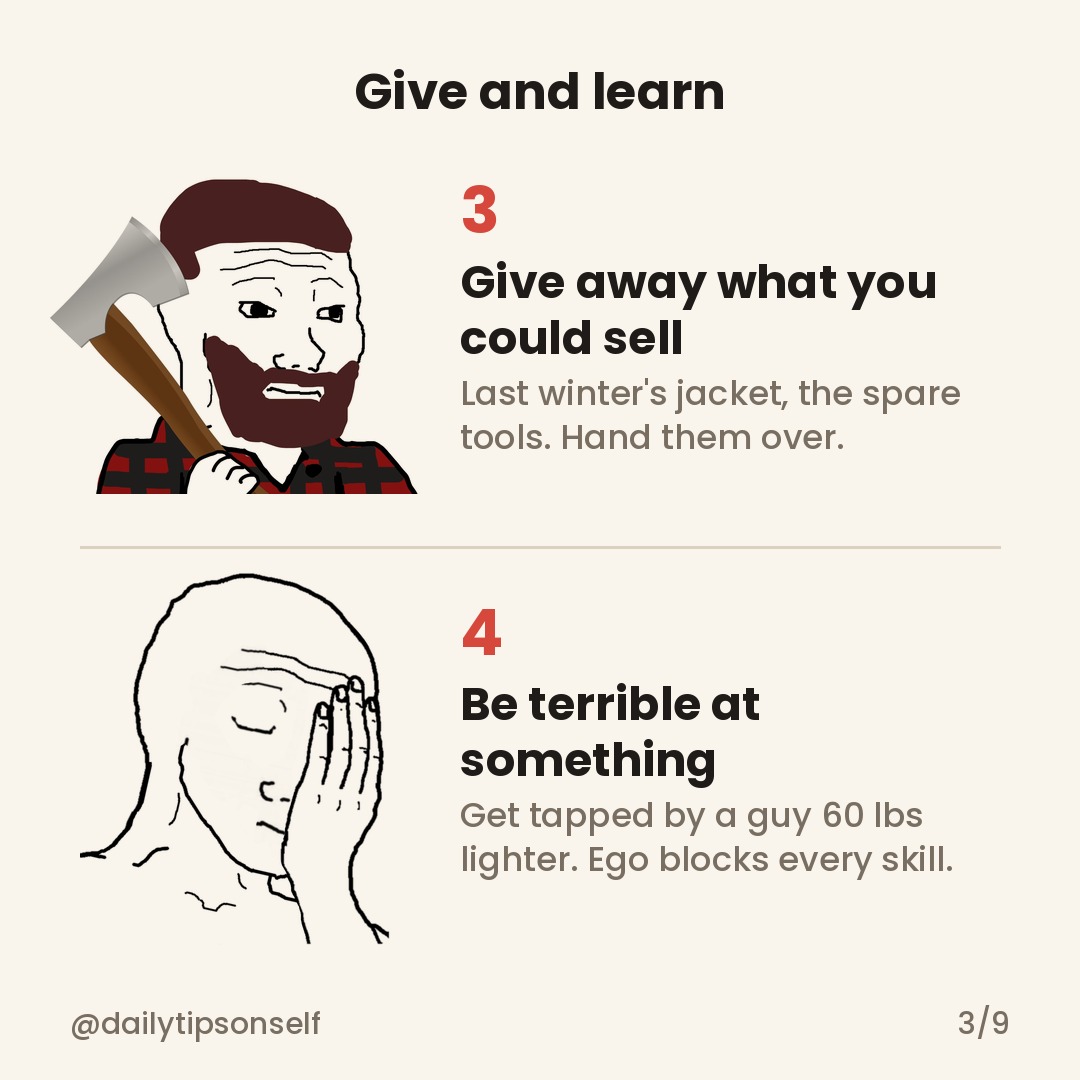 Give and learn
3
Give away what you
could sell
Last winter's jacket, the spare
tools. Hand them over.
4
Be terrible at
something
Get tapped by a guy 60 lbs
lighter. Ego blocks every skill.
@dailytipsonself
3/9